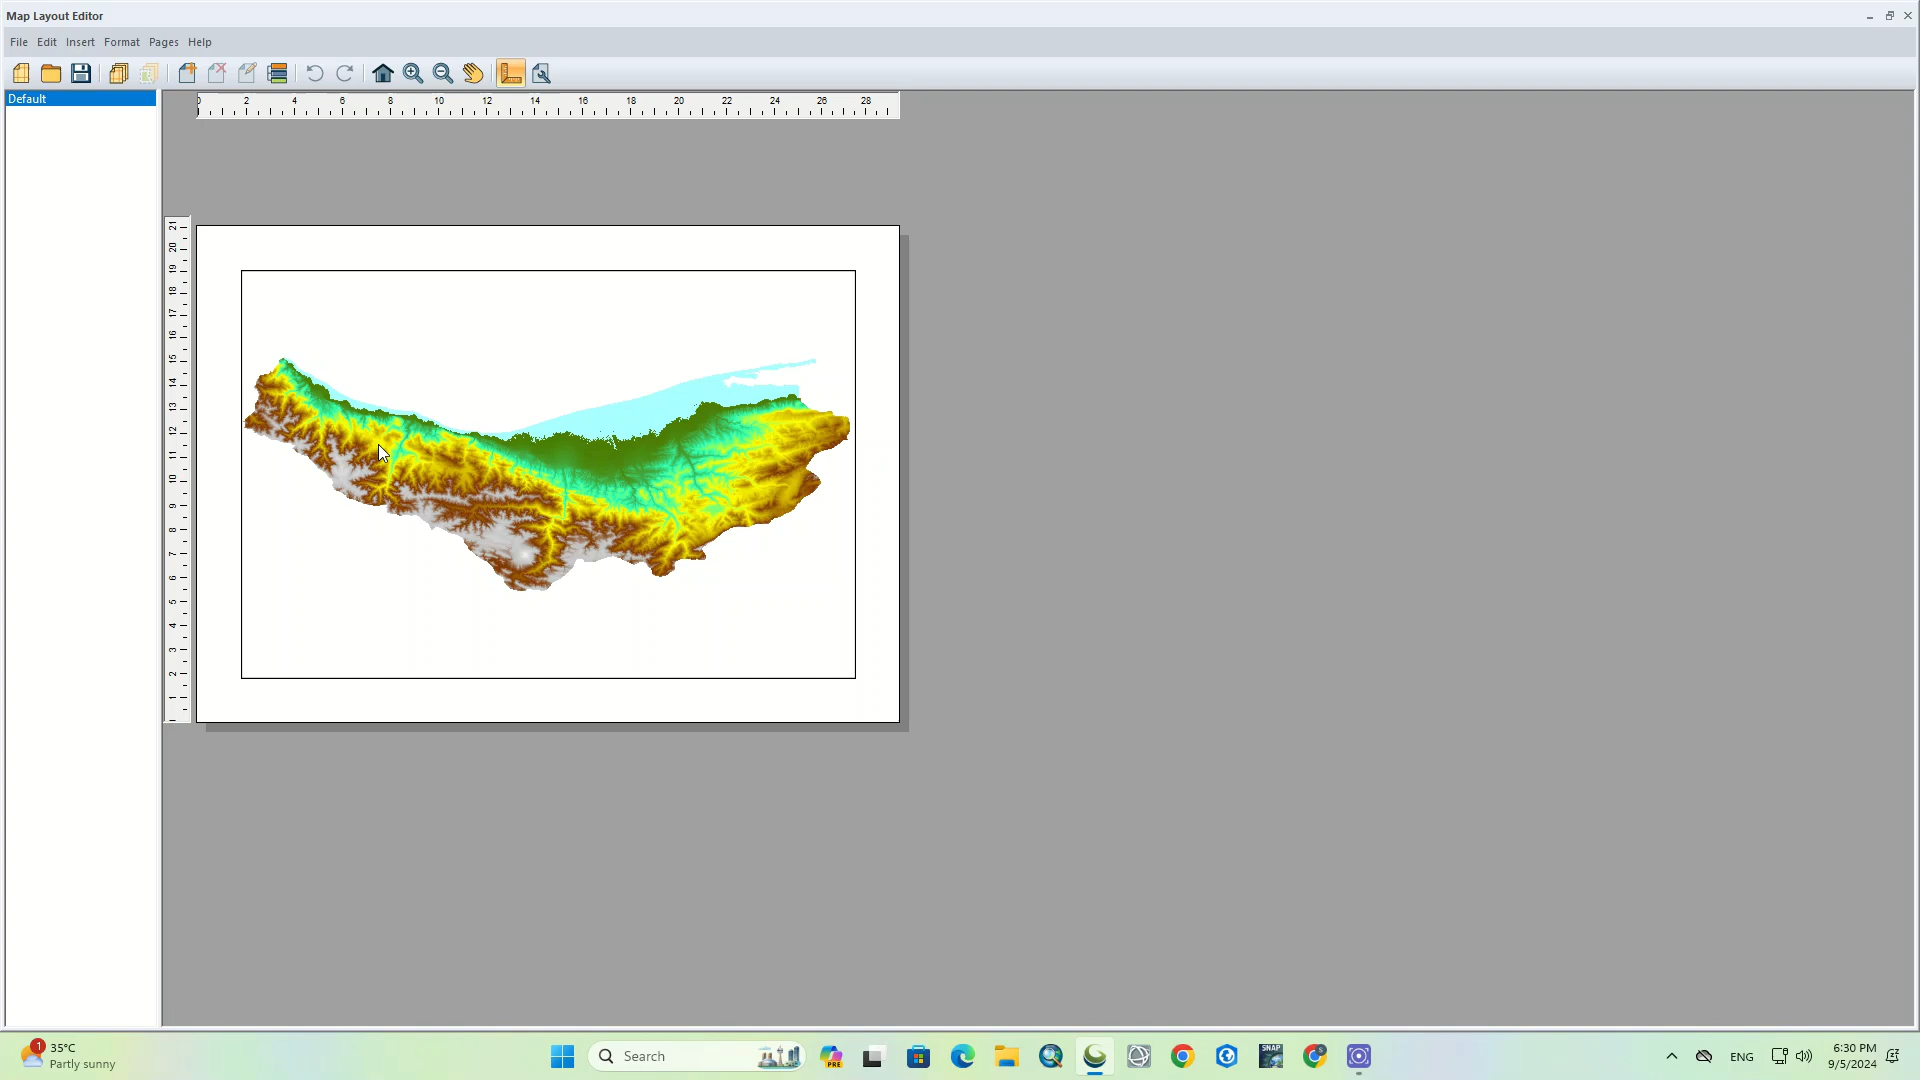 Map Layout Editor
File Edit Insert Format Pages Help
Default
0 2 4 6 8 10 12 14 16 18 20 22 24 26 28
21
20
19
18
17
16
15
14
13
12
11
10
9
8
7
6
5
4
3
2
1
1
35°C
Partly sunny
Search
PRE
SNAP
ENG
6:30 PM
9/5/2024